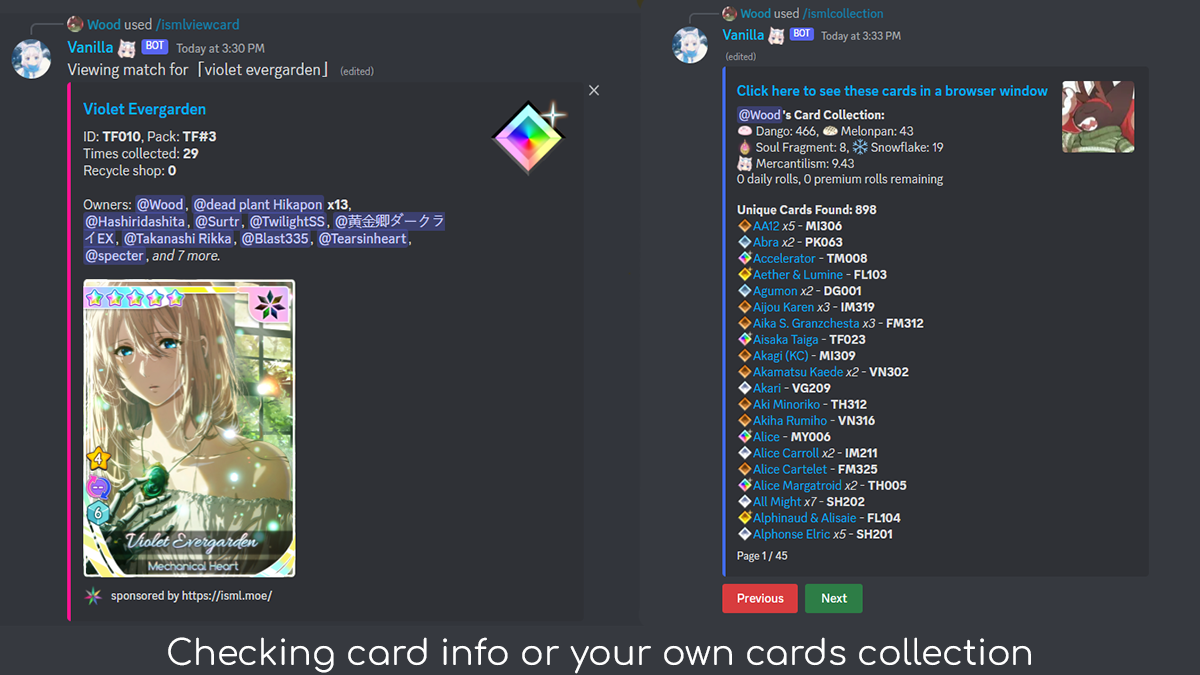 Wood used /ismlviewcard
Vanilla BOT Today at 3:30 PM
Viewing match for「violet evergarden」 (edited)
Violet Evergarden
ID: TF010, Pack: TF#3
Times collected: 29
Recycle shop: 0
Owners: @Wood, @dead plant Hikapon x13,
@Hashiridashita, @Surtr, @TwilightSS, @黄金卿ダークラ
イEX, @Takanashi Rikka, @Blast335, @Tearsinheart,
@specter, and 7 more.
4
6
Violet Evergarden
Mechanical Heart
sponsored by https://isml.moe/
Wood used /ismlcollection
Vanilla BOT Today at 3:33 PM
(edited)
Click here to see these cards in a browser window
@Wood's Card Collection:
Dango: 466, Melonpan: 43
Soul Fragment: 8, Snowflake: 19
Mercantilism: 9.43
0 daily rolls, 0 premium rolls remaining
Unique Cards Found: 898
AA12 x5 - MI306
Abra x2 - PK063
Accelerator - TM008
Aether & Lumine - FL103
Agumon x2 - DG001
Aijou Karen x3 - IM319
Aika S. Granzchesta x3 - FM312
Aisaka Taiga - TF023
Akagi (KC) - MI309
Akamatsu Kaede x2 - VN302
Akari - VG209
Aki Minoriko - TH312
Akiha Rumiho - VN316
Alice - MY006
Alice Carroll x2 - IM211
Alice Cartelet - FM325
Alice Margatroid x2 - TH005
All Might x7 - SH202
Alphinaud & Alisaie - FL104
Alphonse Elric x5 - SH201
Page 1 / 45
Previous Next
Checking card info or your own cards collection